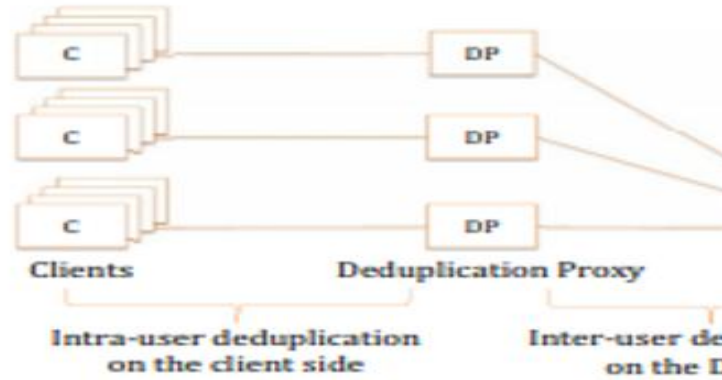 C DP
C DP
C DP
Clients Deduplication Proxy
Intra-user deduplication Inter-user de
on the client side on the D